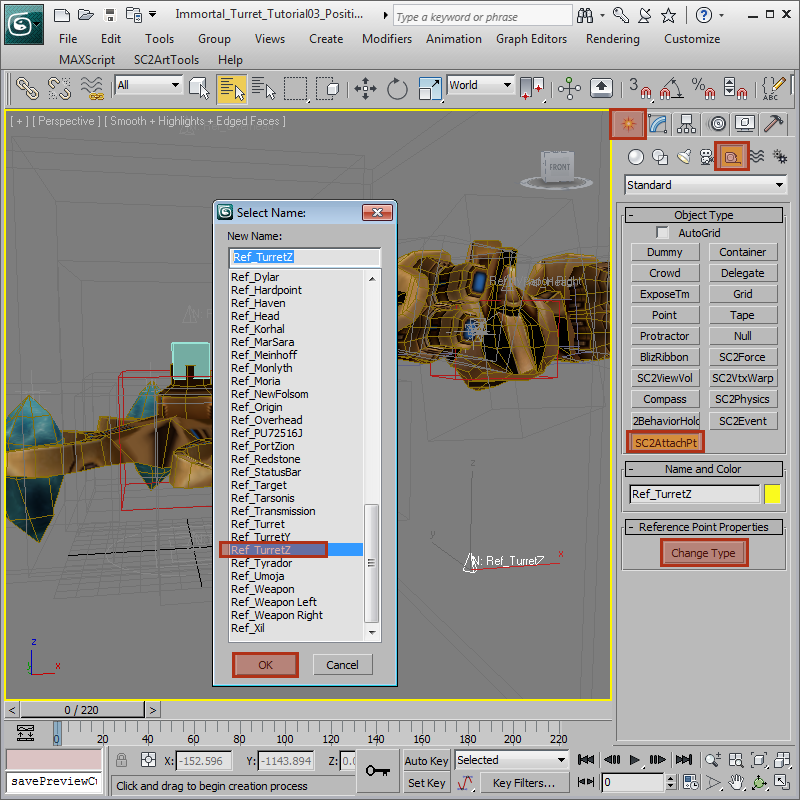 Immortal_Turret_Tutorial03_Positi...
Type a keyword or phrase
File Edit Tools Group Views Create Modifiers Animation Graph Editors Rendering Customize
MAXScript SC2ArtTools Help
All
World
3
%
ABC
[ + ] [ Perspective ] [ Smooth + Highlights + Edged Faces ]
FRONT
Select Name:
New Name:
Ref_TurretZ
Ref_Dylar
Ref_Hardpoint
Ref_Haven
Ref_Head
Ref_Korhal
Ref_MarSara
Ref_Meinhoff
Ref_Monlyth
Ref_Moria
Ref_NewFolsom
Ref_Origin
Ref_Overhead
Ref_PU72516J
Ref_PortZion
Ref_Redstone
Ref_StatusBar
Ref_Target
Ref_Tarsonis
Ref_Transmission
Ref_Turret
Ref_TurretY
Ref_TurretZ
Ref_Tyrador
Ref_Umoja
Ref_Weapon
Ref_Weapon Left
Ref_Weapon Right
Ref_Xil
OK Cancel
z
y
x
N: Ref_TurretZ
z
x
Standard
Object Type
AutoGrid
Dummy Container
Crowd Delegate
ExposeTm Grid
Point Tape
Protractor Null
BlizRibbon SC2Force
SC2ViewVol SC2VtxWarp
Compass SC2Physics
2BehaviorHold SC2Event
SC2AttachPt
Name and Color
Ref_TurretZ
Reference Point Properties
Change Type
< 0 / 220 >
0 20 40 60 80 100 120 140 160 180 200 220
X: -152.596 Y: -1143.894 Z: 0.0
Auto Key Selected
savePreviewCu
Click and drag to begin creation process
Set Key Key Filters...
0